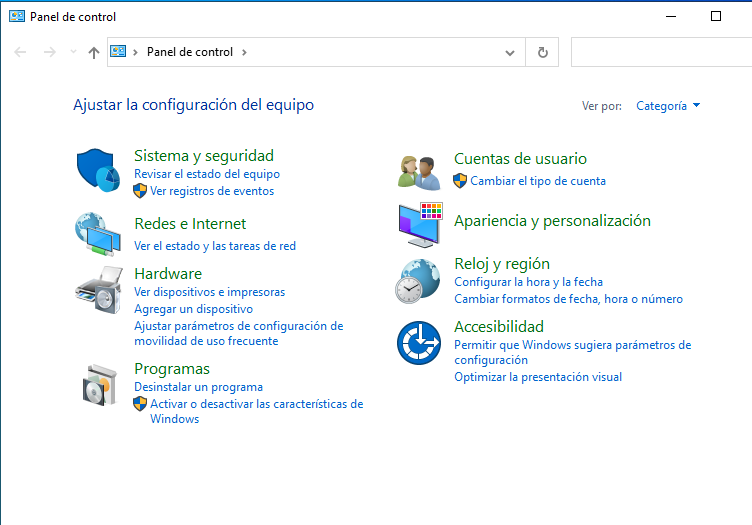 Panel de control
Panel de control
Ajustar la configuración del equipo
Ver por:
Categoría
Sistema y seguridad
Revisar el estado del equipo
Ver registros de eventos
Redes e Internet
Ver el estado y las tareas de red
Hardware
Ver dispositivos e impresoras
Agregar un dispositivo
Ajustar parámetros de configuración de
movilidad de uso frecuente
Programas
Desinstalar un programa
Activar o desactivar las características de
Windows
Cuentas de usuario
Cambiar el tipo de cuenta
Apariencia y personalización
Reloj y región
Configurar la hora y la fecha
Cambiar formatos de fecha, hora o número
Accesibilidad
Permitir que Windows sugiera parámetros de
configuración
Optimizar la presentación visual